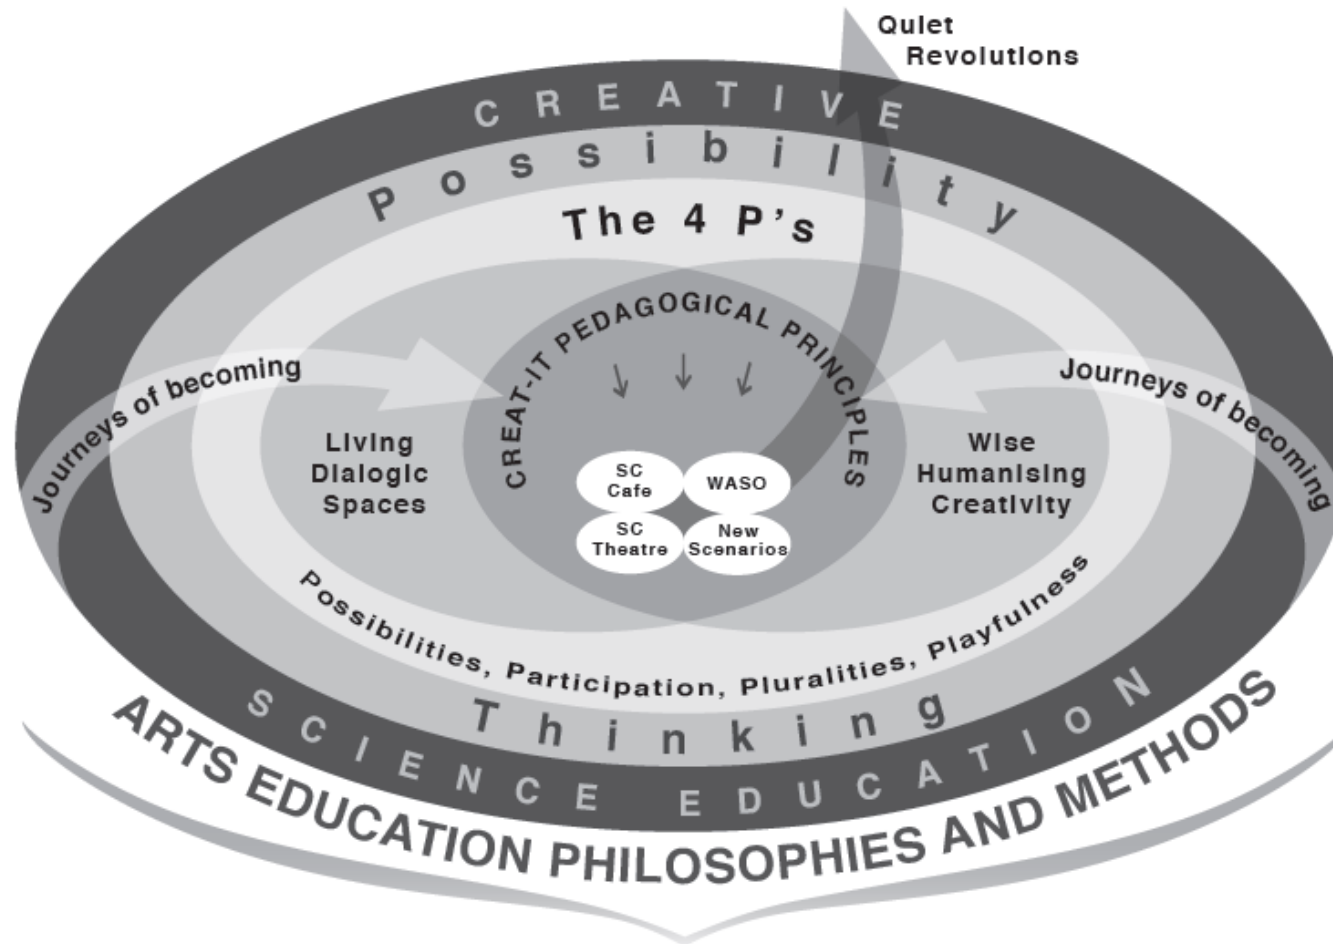 Quiet
Revolutions
CREATIVE
Possibility
The 4 P's
CREAT-IT PEDAGOGICAL PRINCIPLES
Journeys of becoming
Journeys of becoming
Living
Dialogic
Spaces
Wise
Humanising
Creativity
SC
Cafe
WASO
SC
Theatre
New
Scenarios
Possibilities, Participation, Pluralities, Playfulness
Thinking
SCIENCE EDUCATION
ARTS EDUCATION PHILOSOPHIES AND METHODS